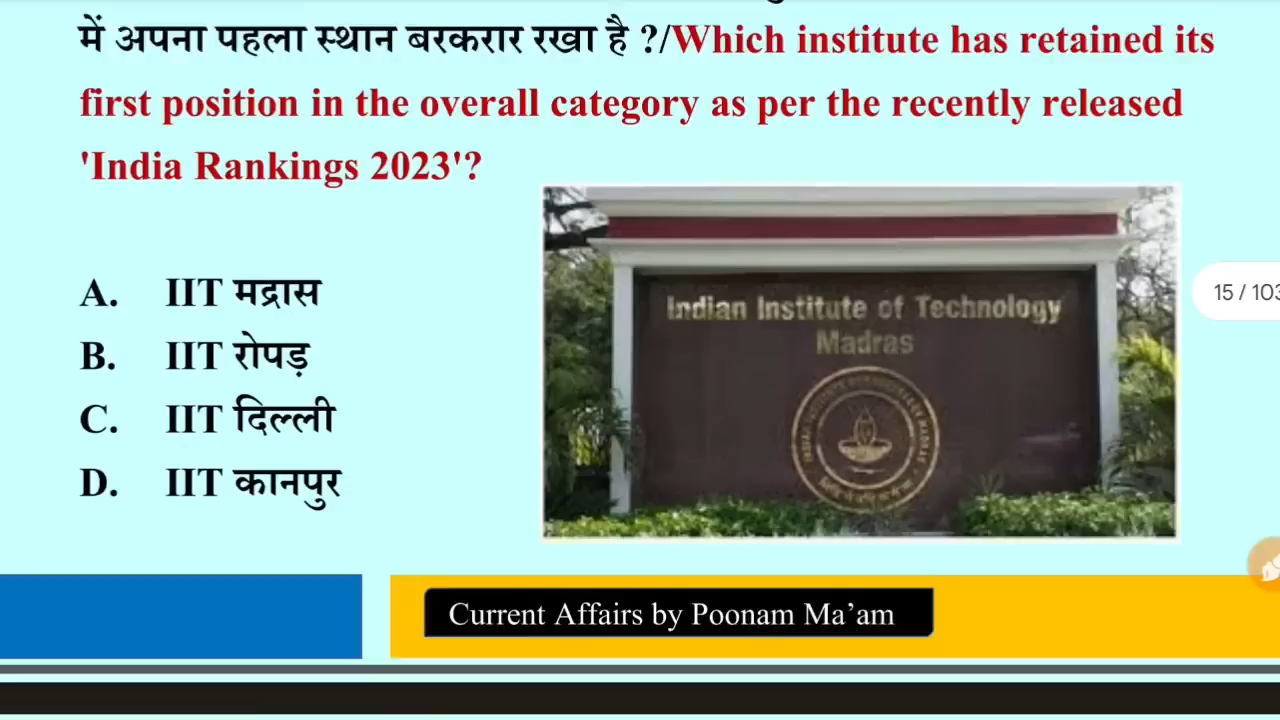 में अपना पहला स्थान बरकरार रखा है ?/Which institute has retained its
first position in the overall category as per the recently released
'India Rankings 2023'?
A. IIT मद्रास
B. IIT रोपड़
C. IIT दिल्ली
D. IIT कानपुर
Indian Institute of Technology
Madras
15 / 103
Current Affairs by Poonam Ma’am